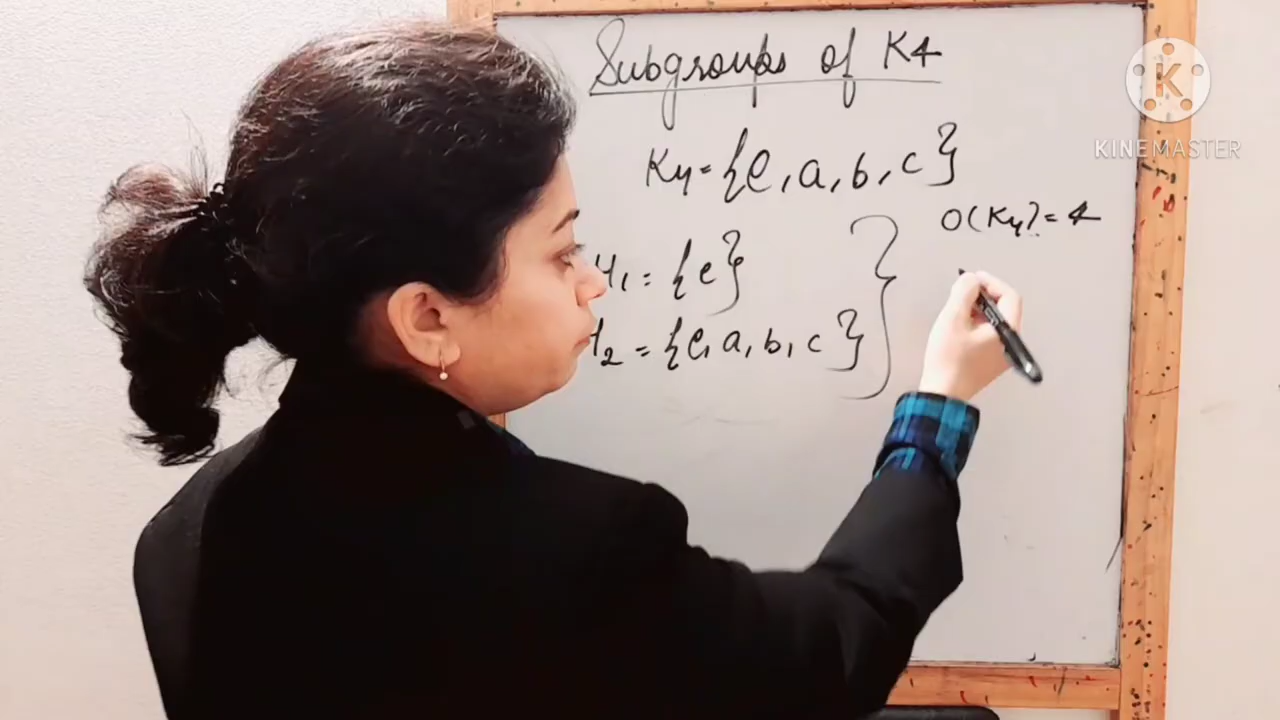 Subgroups of K4
K4 = {e, a, b, c}
O(K4) = 4
H1 = {e}
H2 = {e, a, b, c}
K
KINEMASTER